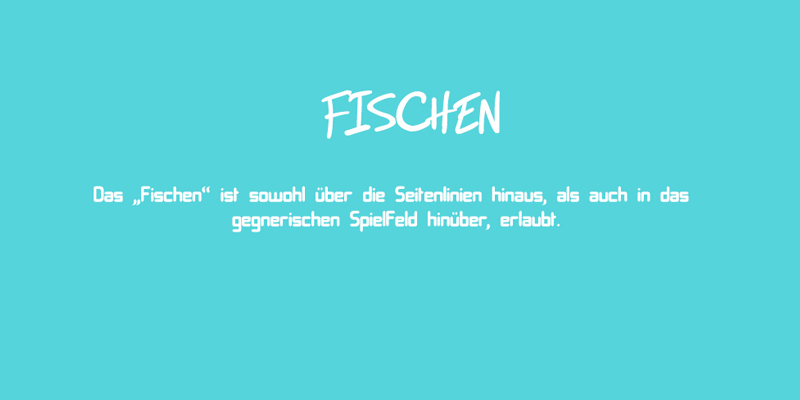 FISCHEN
Das „Fischen“ ist sowohl über die Seitenlinien hinaus, als auch in das
gegnerischen SpielFeld hinüber, erlaubt.